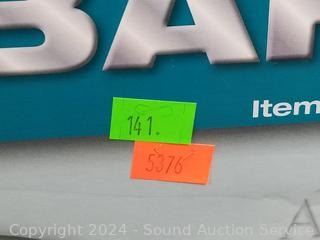 BAR
Item
141.
5376
A
Copyright 2024 - Sound Auction Service